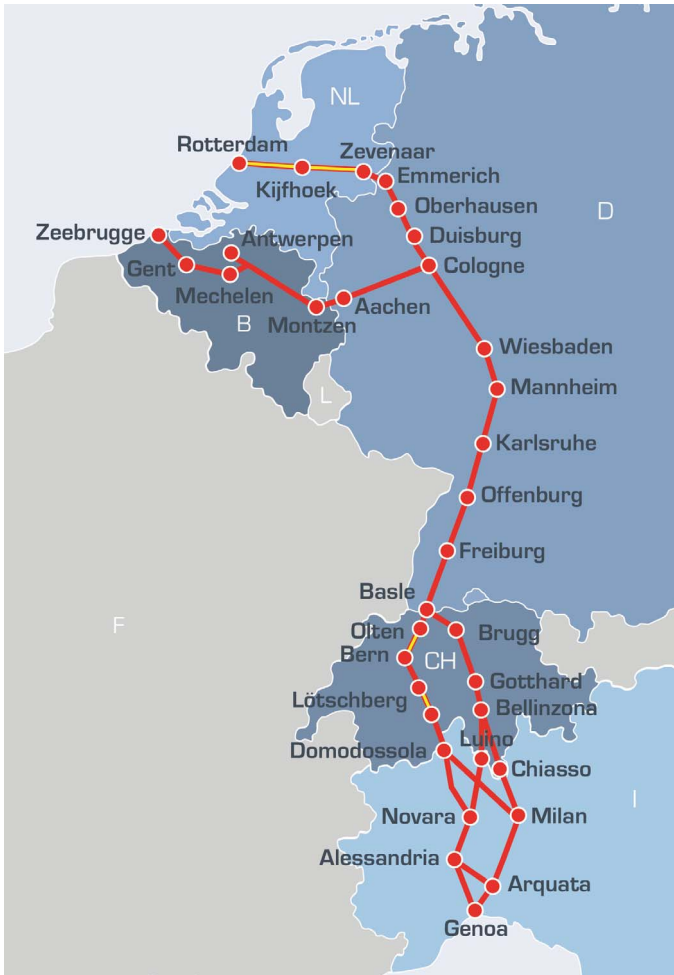 NL
Rotterdam
Zevenaar
Kijfhoek
Emmerich
Oberhausen
D
Zeebrugge
Antwerpen
Duisburg
Gent
Cologne
Mechelen
Aachen
B
Montzen
Wiesbaden
L
Mannheim
Karlsruhe
Offenburg
Freiburg
Basle
F
Olten
Brugg
Bern
CH
Gotthard
Lötschberg
Bellinzona
Luino
Domodossola
Chiasso
I
Novara
Milan
Alessandria
Arquata
Genoa